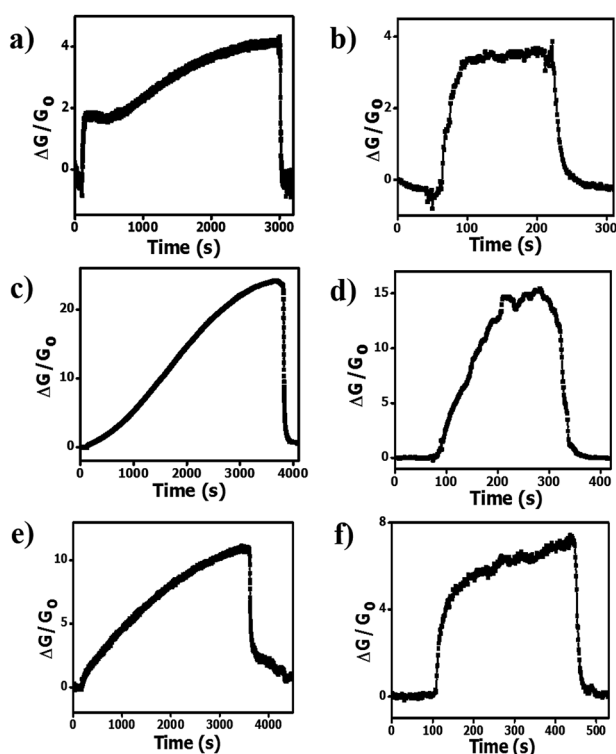 a)
ΔG/G₀
4
2
0
0 1000 2000 3000
Time (s)
b)
ΔG/G₀
4
2
0
0 100 200 300
Time (s)
c)
ΔG/G₀
20
10
0
0 1000 2000 3000 4000
Time (s)
d)
ΔG/G₀
15
10
5
0
0 100 200 300 400
Time (s)
e)
ΔG/G₀
10
5
0
0 1000 2000 3000 4000
Time (s)
f)
ΔG/G₀
8
4
0
0 100 200 300 400 500
Time (s)